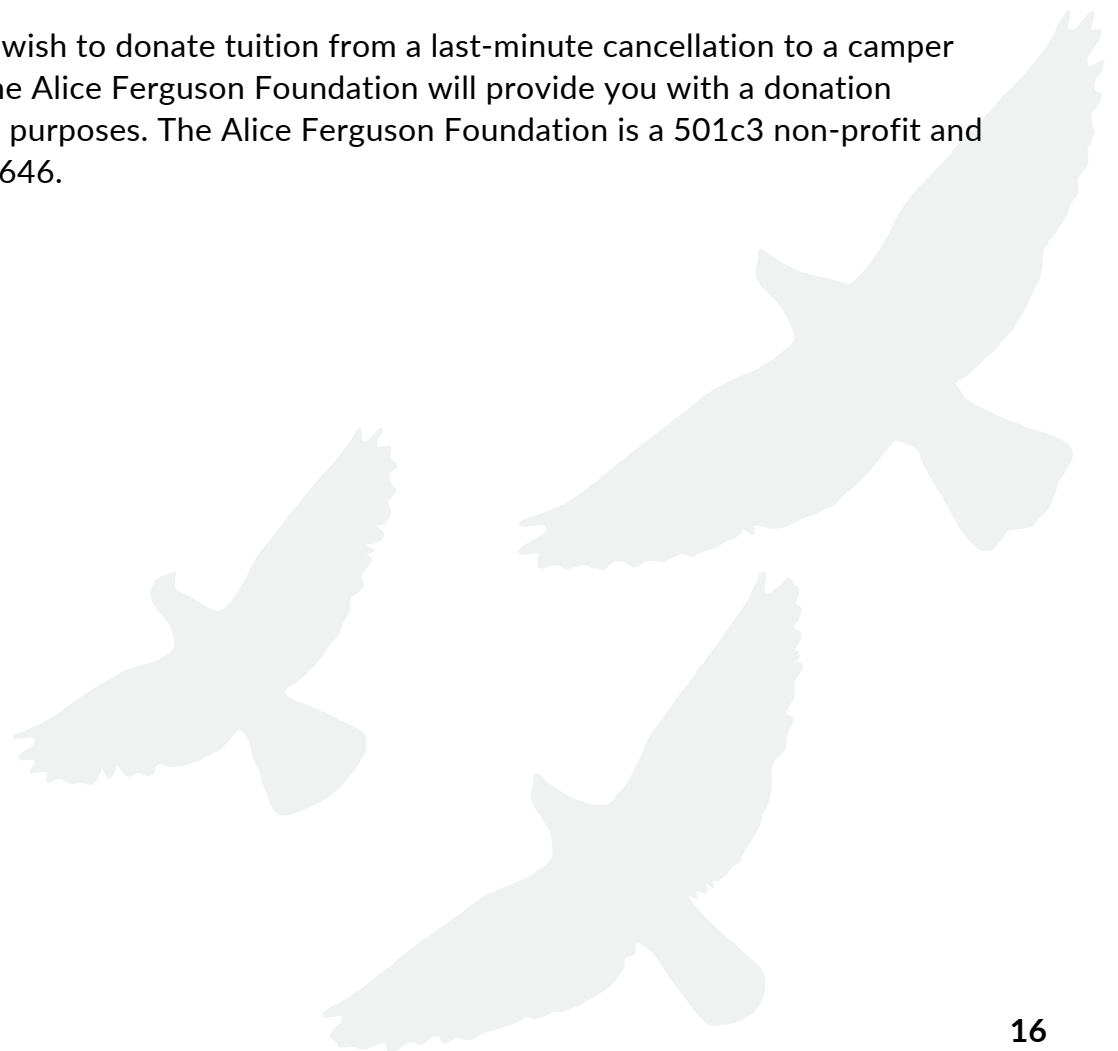 wish to donate tuition from a last-minute cancellation to a camper
Alice Ferguson Foundation will provide you with a donation
purposes. The Alice Ferguson Foundation is a 501c3 non-profit and
646.
16